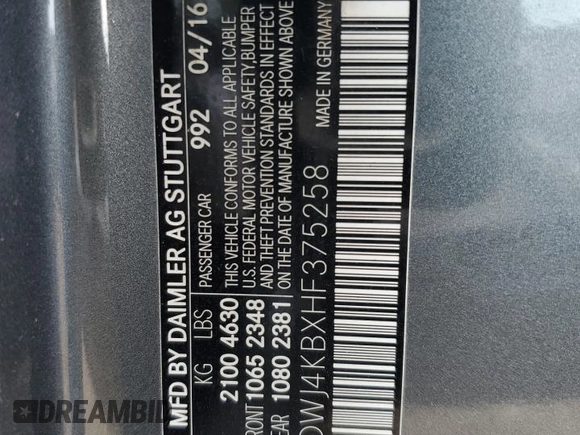 MFD BY DAIMLER AG STUTTGART
992 04/16
KG LBS PASSENGER CAR
2100 4630 THIS VEHICLE CONFORMS TO ALL APPLICABLE
1065 2348 U.S. FEDERAL MOTOR VEHICLE SAFETY,BUMPER
1080 2381 AND THEFT PREVENTION STANDARDS IN EFFECT
ON THE DATE OF MANUFACTURE SHOWN ABOVE
MADE IN GERMANY
WJ4KBXHF375258
DREAMBID